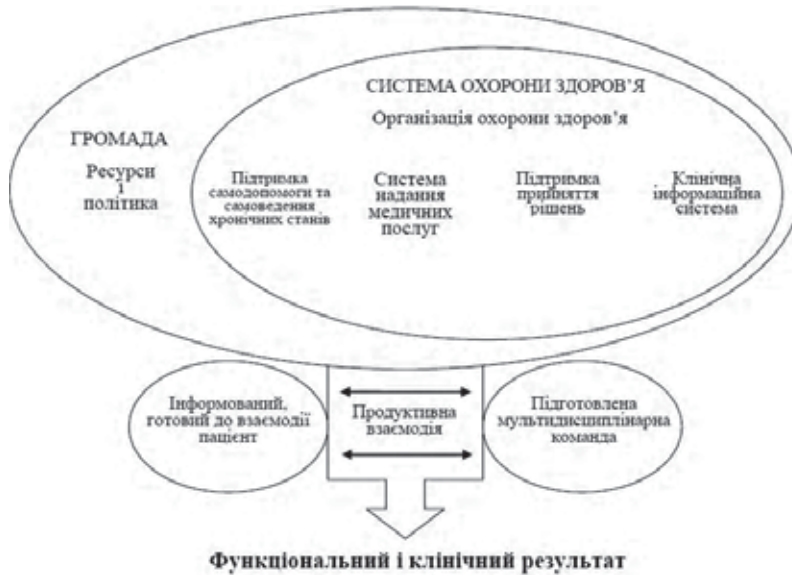 СИСТЕМА ОХОРОНИ ЗДОРОВ’Я
Організація охорони здоров’я
ГРОМАДА
Ресурси
і
політика
Підтримка
самодопомоги та
самоведення
хронічних станів
Система
надання
медичних
послуг
Підтримка
прийняття
рішень
Клінічна
інформаційна
система
Інформований,
готовий до взаємодії
пацієнт
Продуктивна
взаємодія
Підготовлена
мультидисциплінарна
команда
Функціональний і клінічний результат